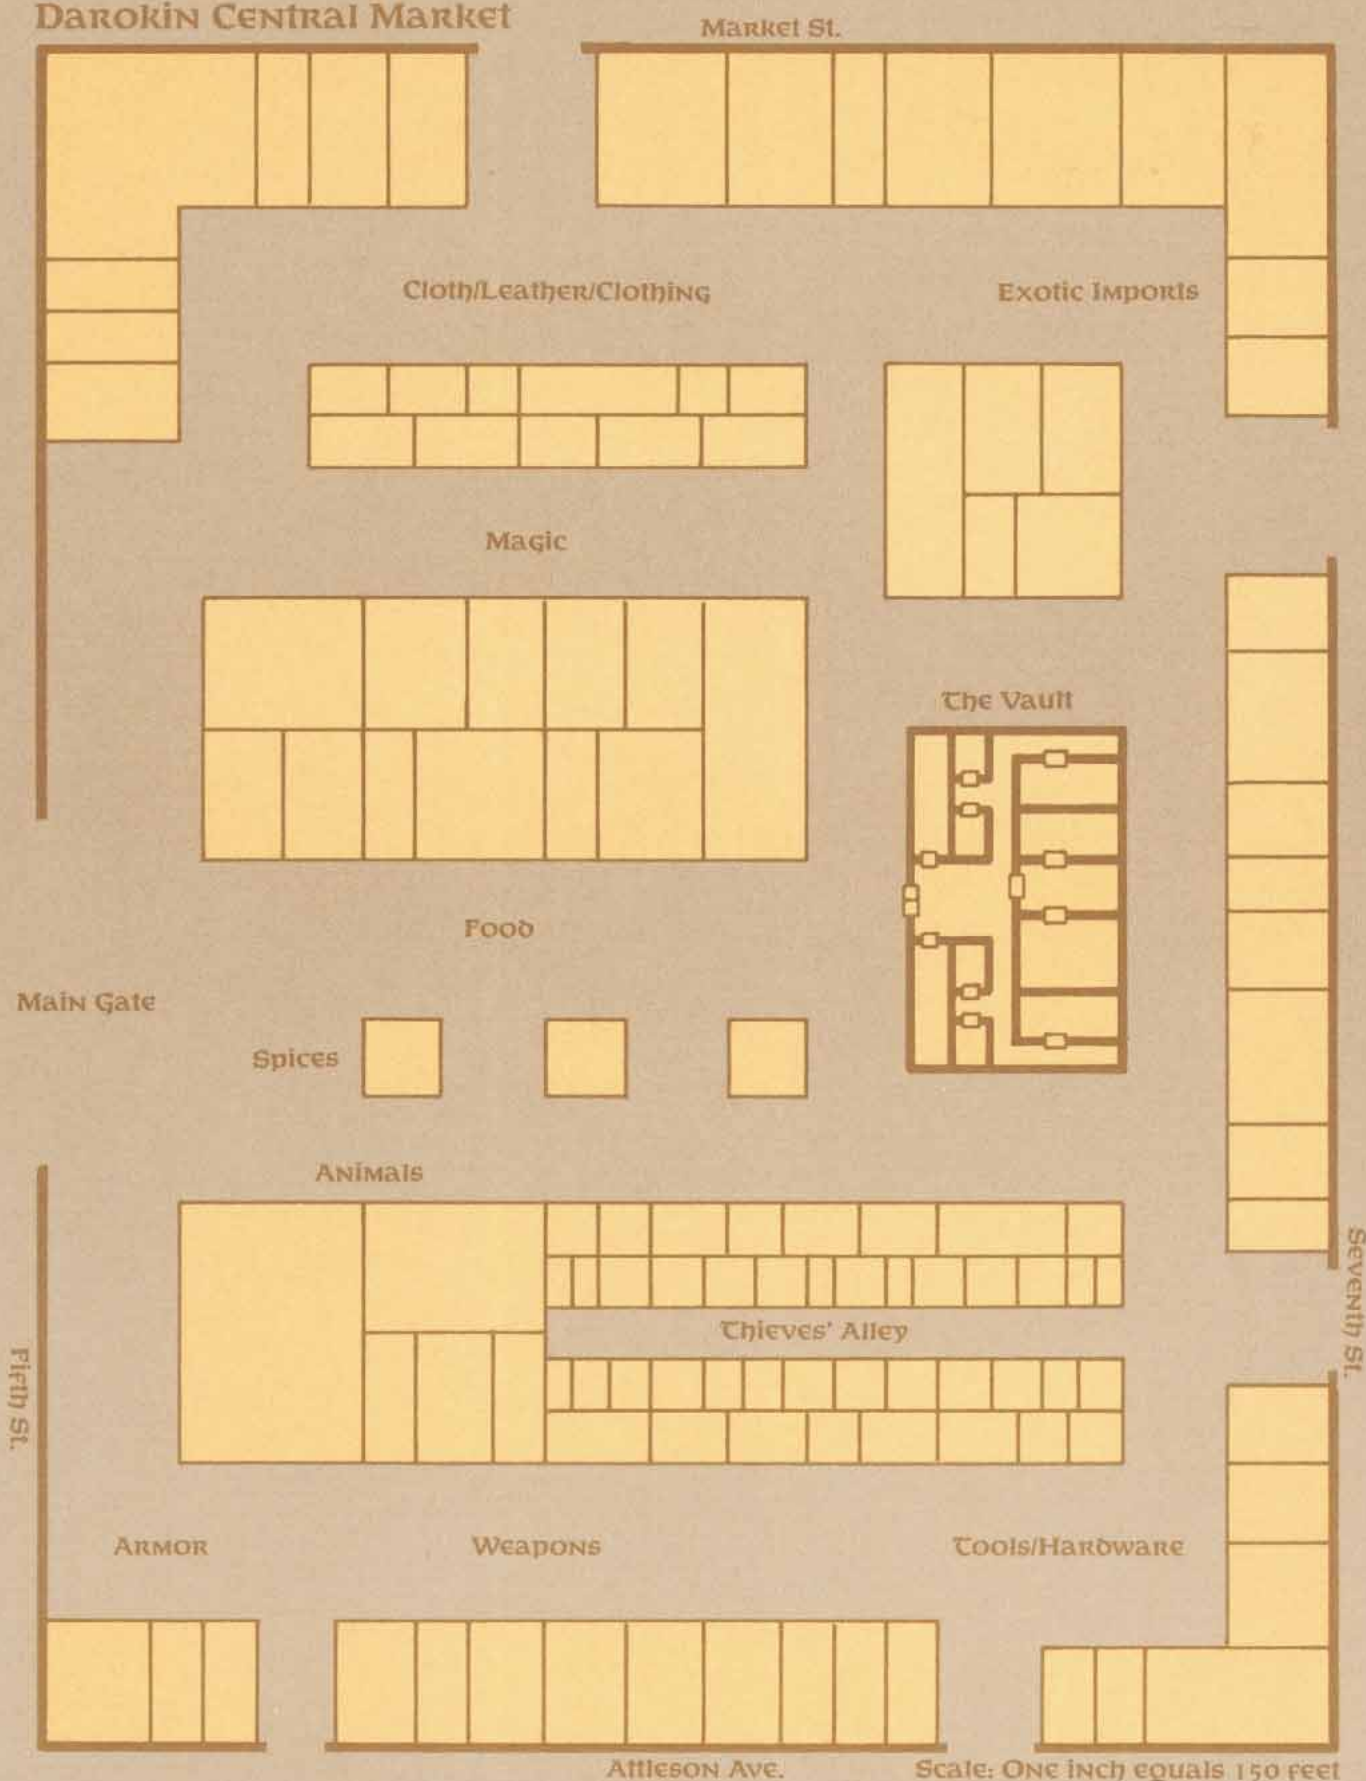 Darokin Central Market
Market St.
Cloth/Leather/Clothing
Exotic Imports
Magic
The Vault
Food
Main Gate
Spices
Animals
Thieves' Alley
Seventh St.
Fifth St.
Armor
Weapons
Tools/Hardware
Attleson Ave.
Scale: One inch equals 150 feet